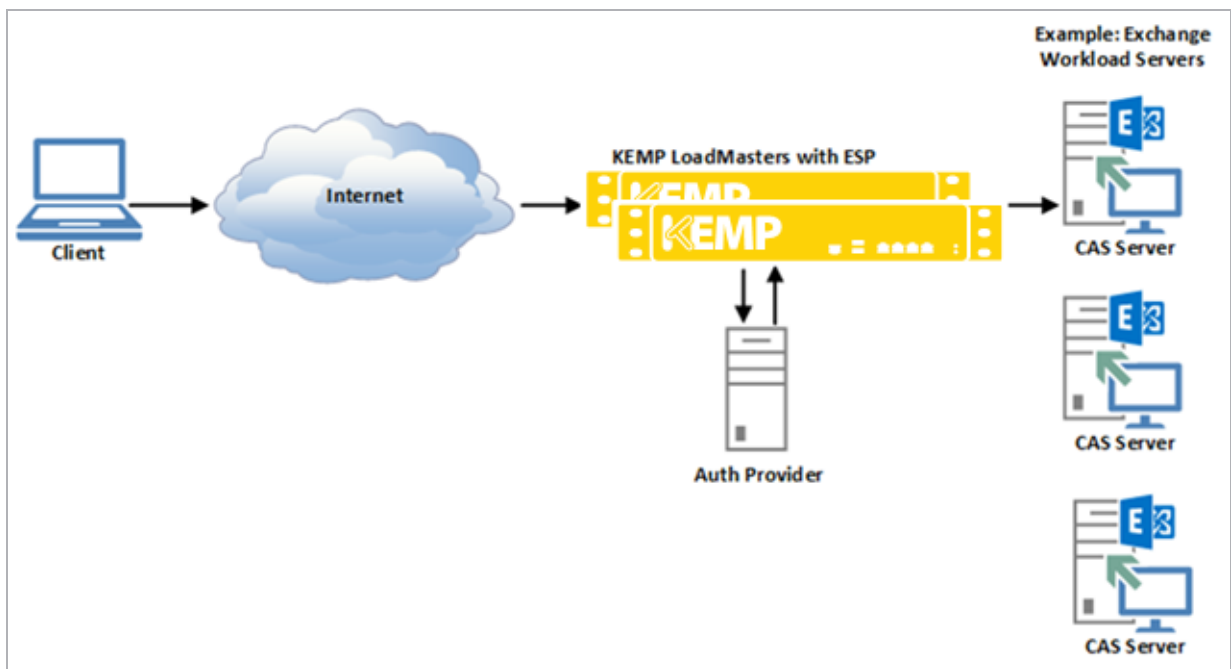 Example: Exchange
Workload Servers
KEMP LoadMasters with ESP
KEMP
KEMP
Internet
Client
E
CAS Server
E
CAS Server
Auth Provider
E
CAS Server